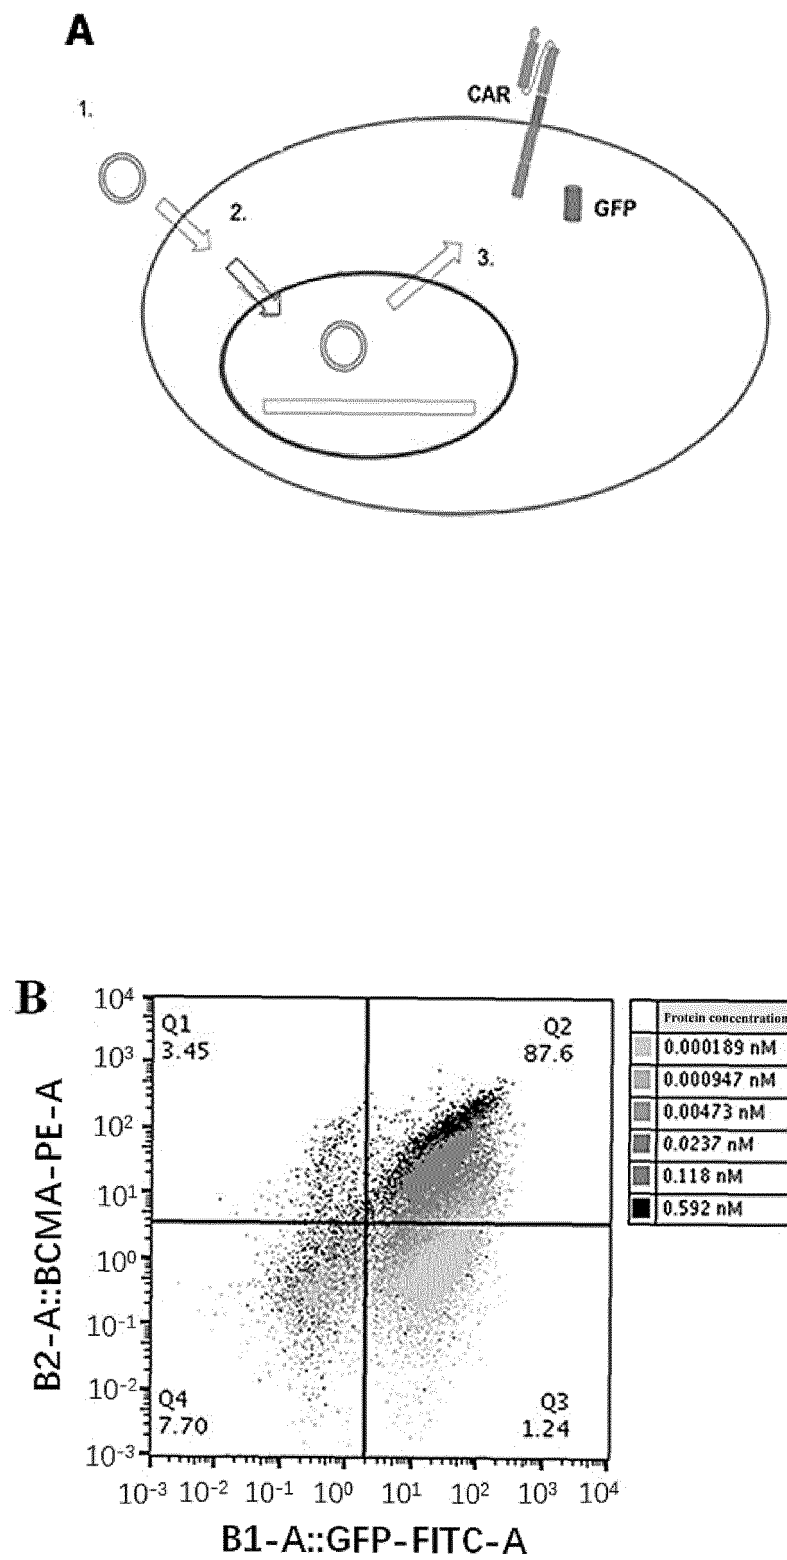 A
1.
CAR
2.
GFP
3.
B
10⁴
10³
10²
10¹
10⁰
10-1
10-2
10-3
B2-A::BCMA-PE-A
Q1
3.45
Q2
87.6
Q4
7.70
Q3
1.24
Protein concentration
0.000189 nM
0.000947 nM
0.00473 nM
0.0237 nM
0.118 nM
0.592 nM
10-3 10-2 10-1 10⁰ 10¹ 10² 10³ 10⁴
B1-A::GFP-FITC-A